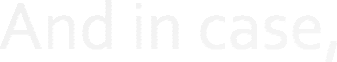 And in case,